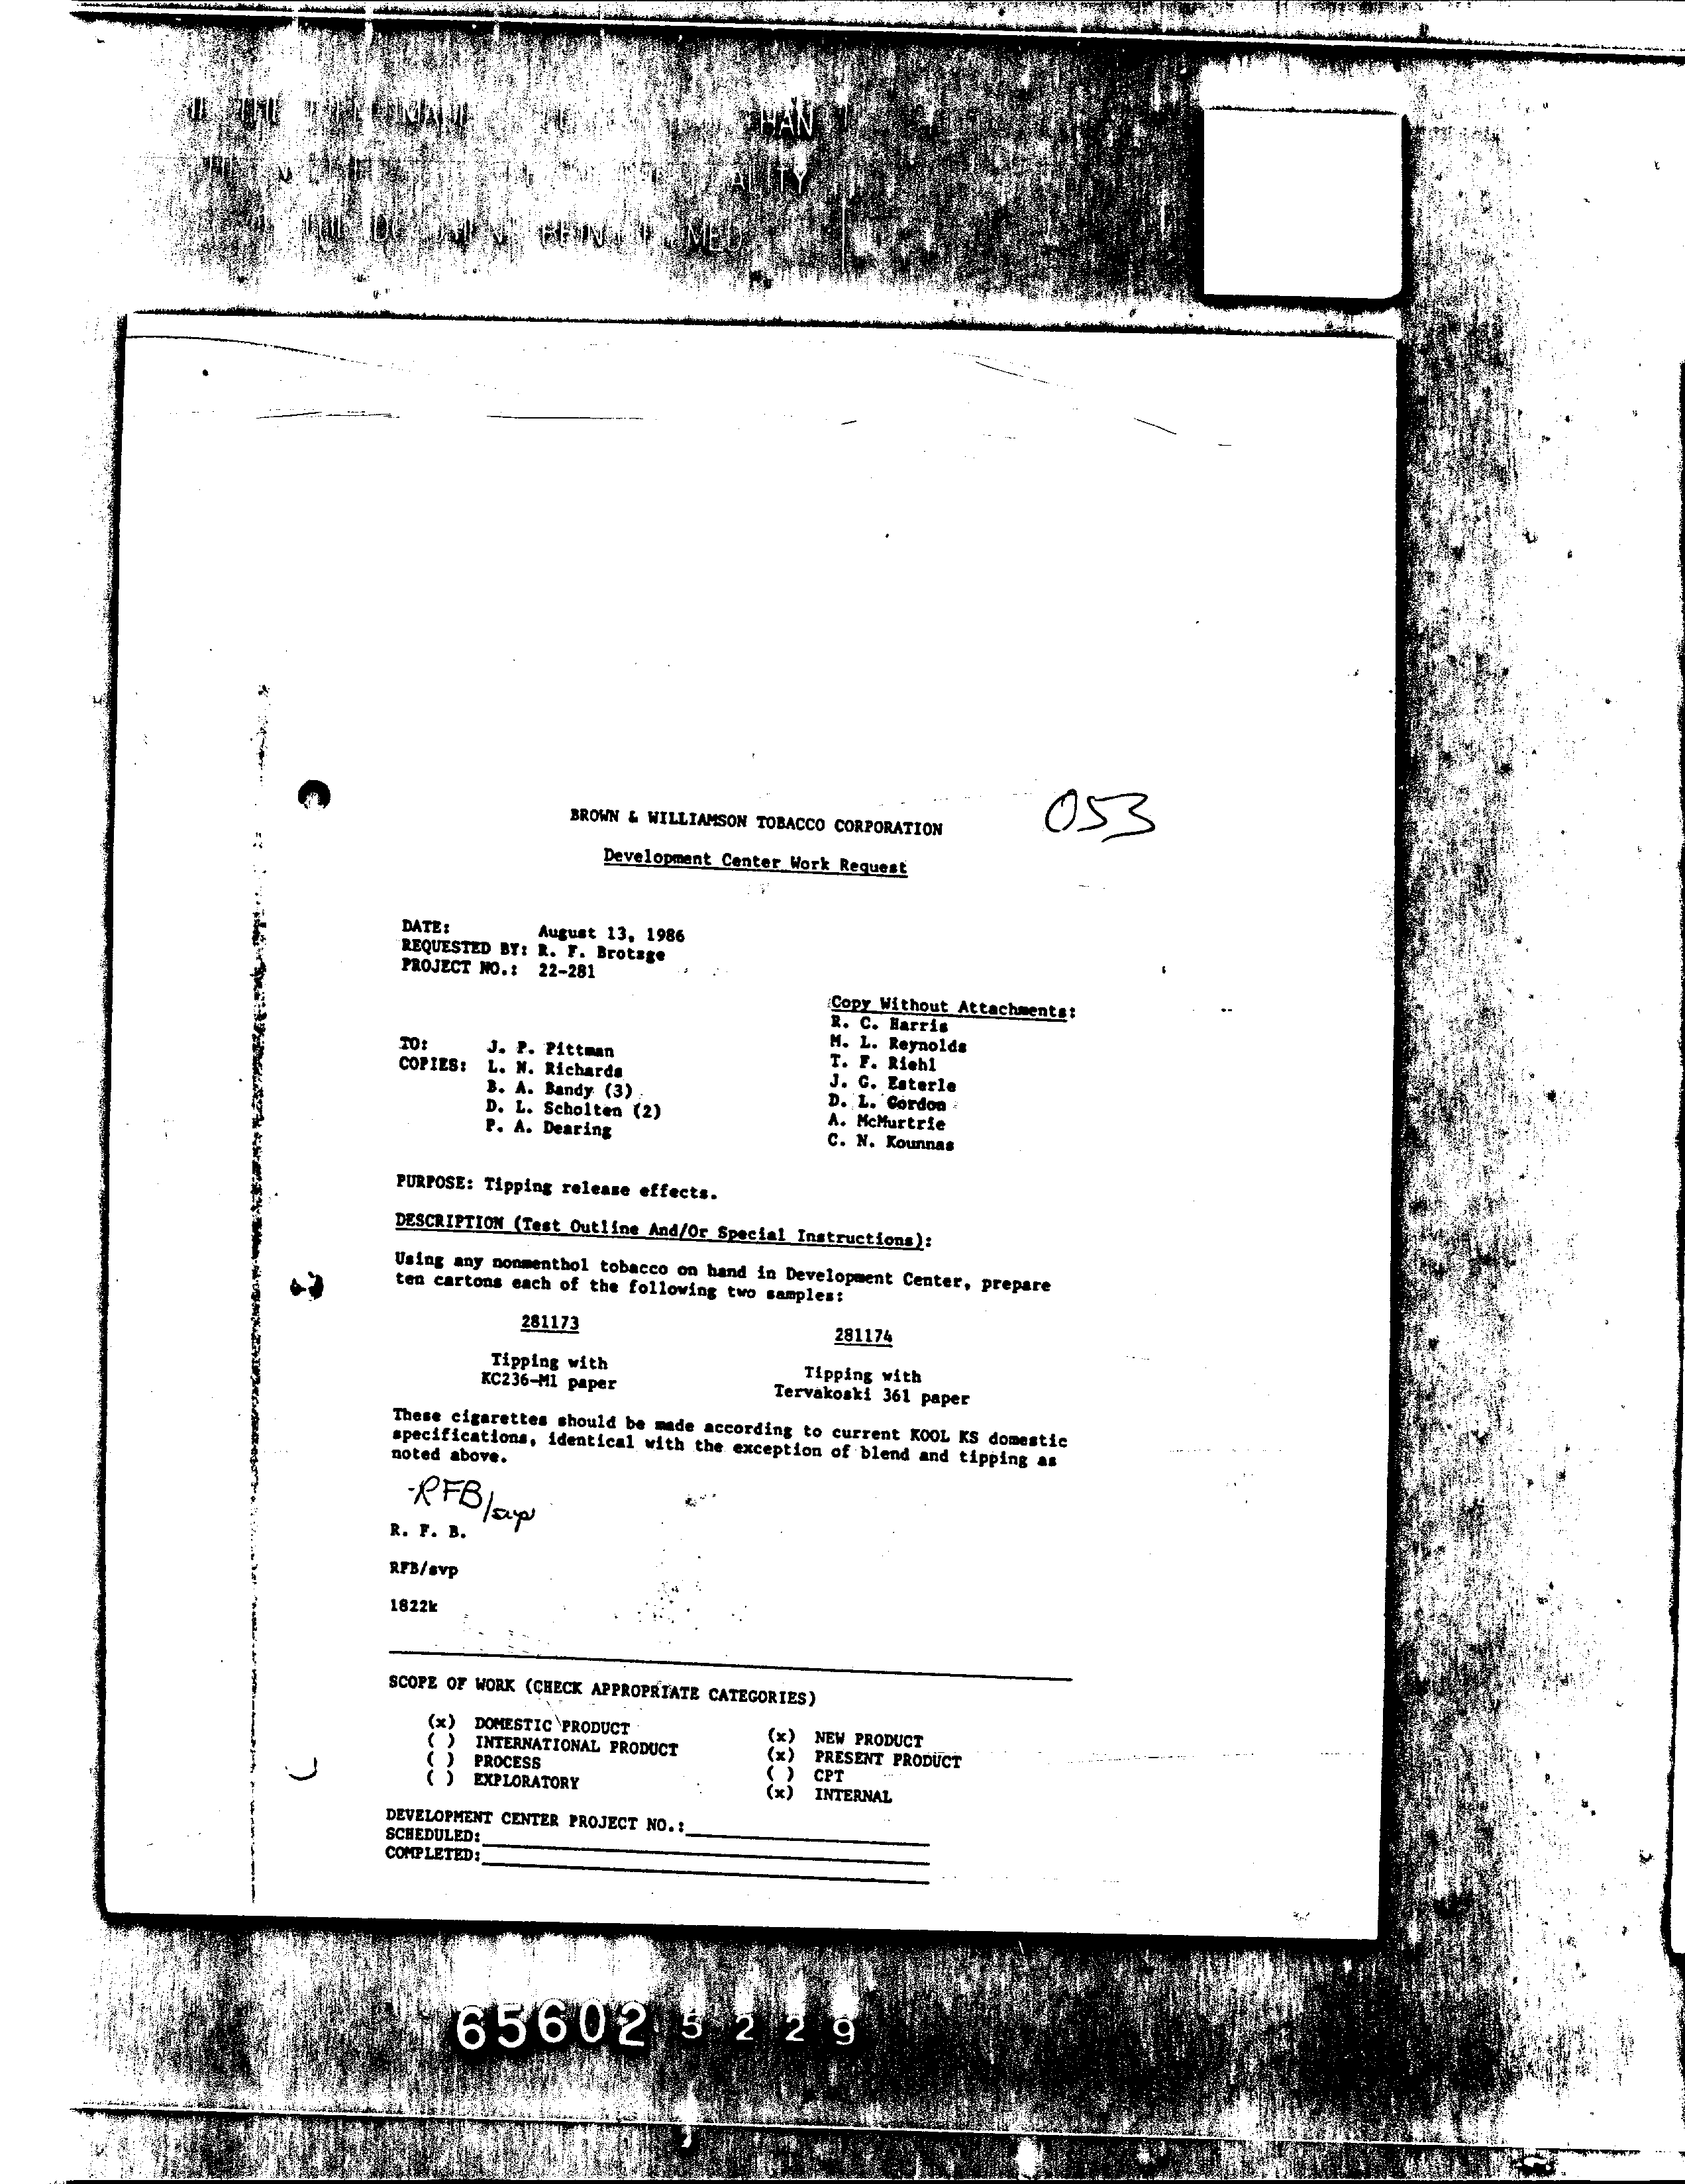 HAN
ALITY
BROWN & WILLIAMSON TOBACCO CORPORATION
053
Development Center Work Request
DATE: August 13, 1986
REQUESTED BY: R. F. Brotzge
PROJECT NO.: 22-281
Copy Without Attachments:
R. C. Harris
M. L. Reynolds
T. F. Riehl
J. G. Esterle
D. L. Gordon
A. McMurtrie
C. N. Kounnas
TO: J. P. Pittman
COPIES: L. N. Richards
B. A. Bandy (3)
D. L. Scholten (2)
P. A. Dearing
PURPOSE: Tipping release effects.
DESCRIPTION (Test Outline And/Or Special Instructions):
Using any nonmenthol tobacco on hand in Development Center, prepare
ten cartons each of the following two samples:
281173 281174
Tipping with Tipping with
KC236-M1 paper Tervakoski 361 paper
These cigarettes should be made according to current KOOL KS domestic
specifications, identical with the exception of blend and tipping as
noted above.
RFB/svp
R. F. B.
RFB/svp
1822k
SCOPE OF WORK (CHECK APPROPRIATE CATEGORIES)
(x) DOMESTIC PRODUCT (x) NEW PRODUCT
( ) INTERNATIONAL PRODUCT (x) PRESENT PRODUCT
( ) PROCESS ( ) CPT
( ) EXPLORATORY (x) INTERNAL
DEVELOPMENT CENTER PROJECT NO.:
SCHEDULED:
COMPLETED:
65602 5229